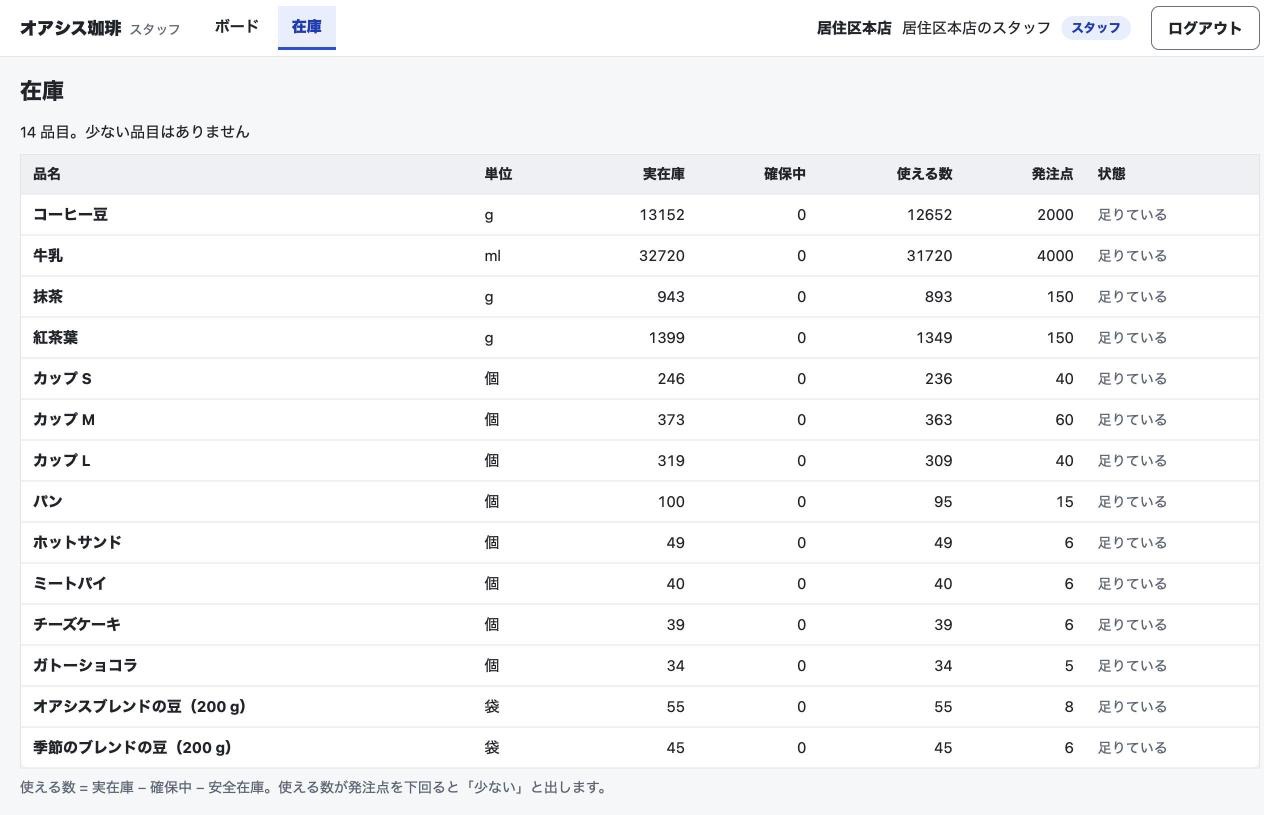 オアシス珈琲 スタッフ ボード 在庫 居住区本店 居住区本店のスタッフ スタッフ ログアウト
在庫
14 品目。少ない品目はありません
品名 単位 実在庫 確保中 使える数 発注点 状態
コーヒー豆 g 13152 0 12652 2000 足りている
牛乳 ml 32720 0 31720 4000 足りている
抹茶 g 943 0 893 150 足りている
紅茶葉 g 1399 0 1349 150 足りている
カップ S 個 246 0 236 40 足りている
カップ M 個 373 0 363 60 足りている
カップ L 個 319 0 309 40 足りている
パン 個 100 0 95 15 足りている
ホットサンド 個 49 0 49 6 足りている
ミートパイ 個 40 0 40 6 足りている
チーズケーキ 個 39 0 39 6 足りている
ガトーショコラ 個 34 0 34 5 足りている
オアシスブレンドの豆（200 g） 袋 55 0 55 8 足りている
季節のブレンドの豆（200 g） 袋 45 0 45 6 足りている
使える数 = 実在庫 − 確保中 − 安全在庫。使える数が発注点を下回ると「少ない」と出します。